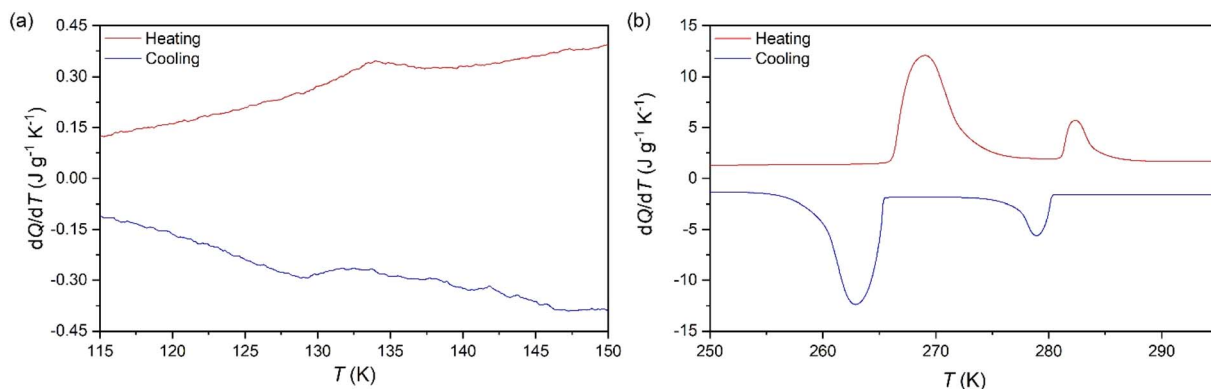 (a)
0.45
0.30
0.15
0.00
-0.15
-0.30
-0.45
dQ/dT (J g⁻¹ K⁻¹)
Heating
Cooling
115 120 125 130 135 140 145 150
T (K)
(b)
15
10
5
0
-5
-10
-15
dQ/dT (J g⁻¹ K⁻¹)
Heating
Cooling
250 260 270 280 290
T (K)